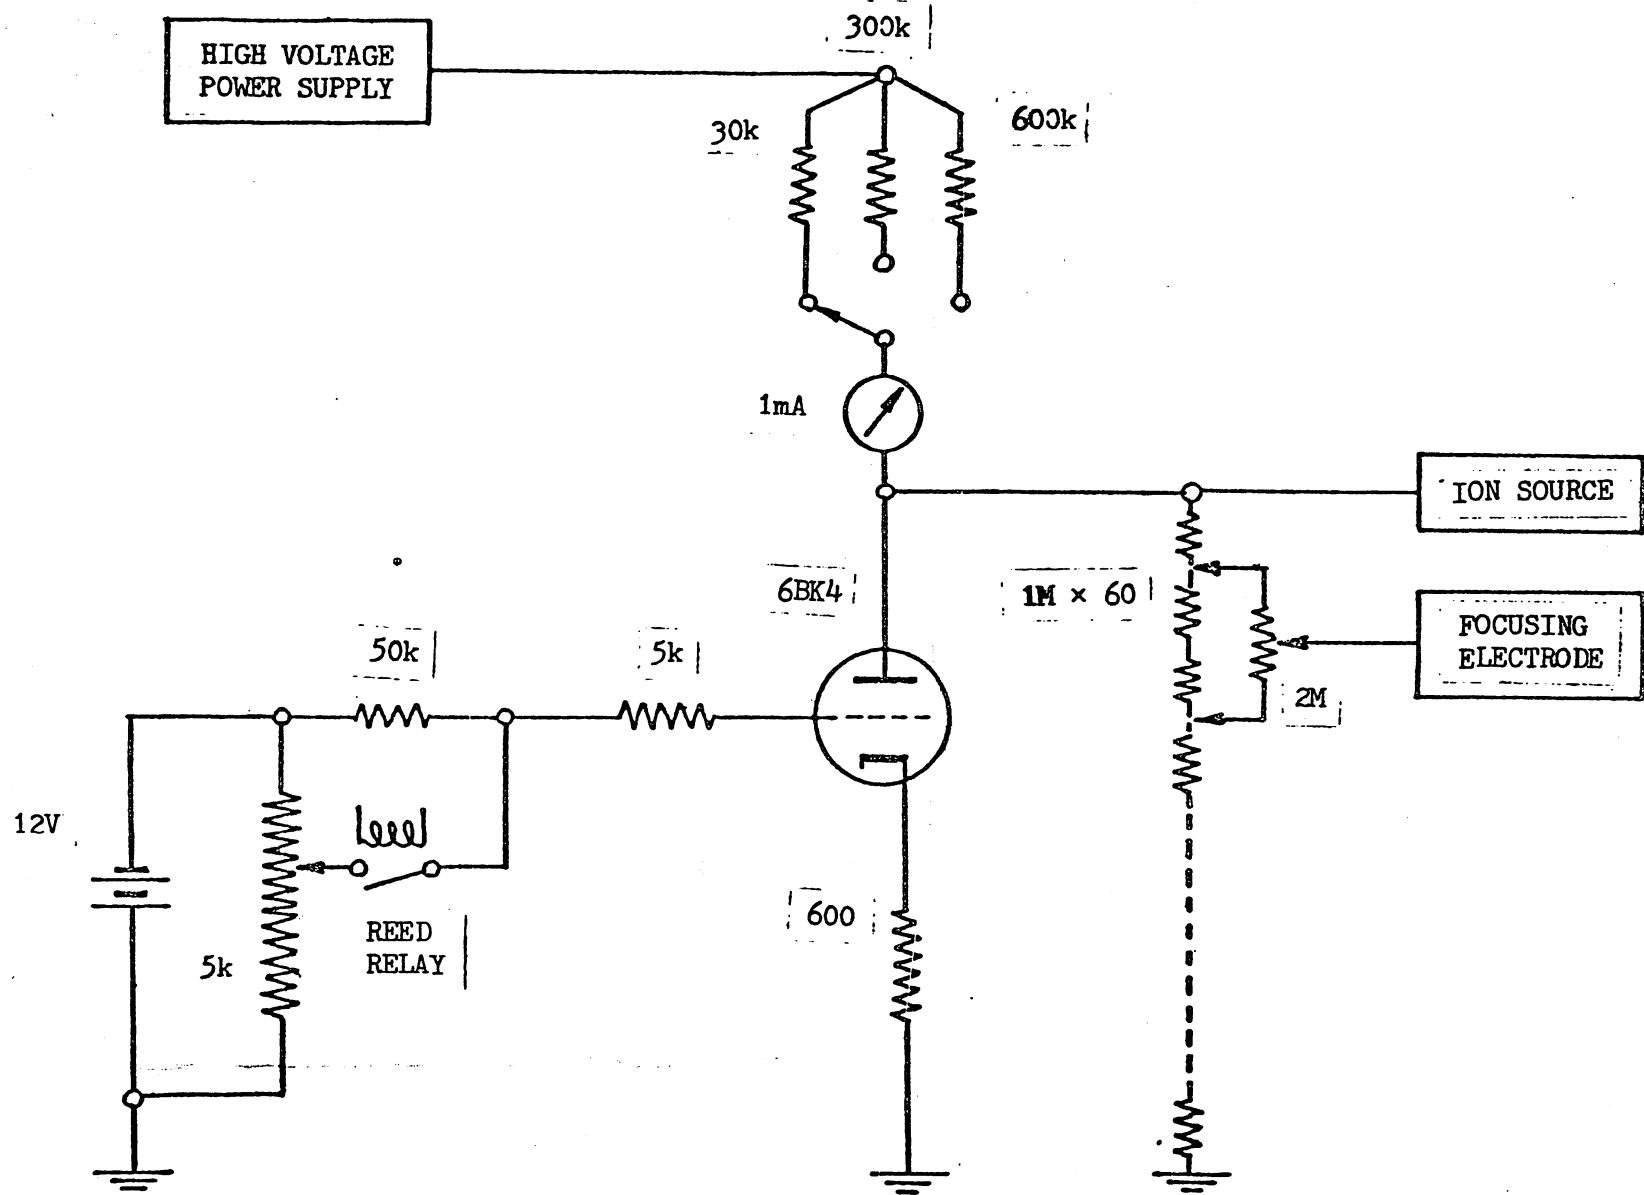 300k
HIGH VOLTAGE
POWER SUPPLY
30k
600k
1mA
ION SOURCE
6BK4
1M × 60
FOCUSING
ELECTRODE
50k
5k
2M
12V
600
REED
RELAY
5k